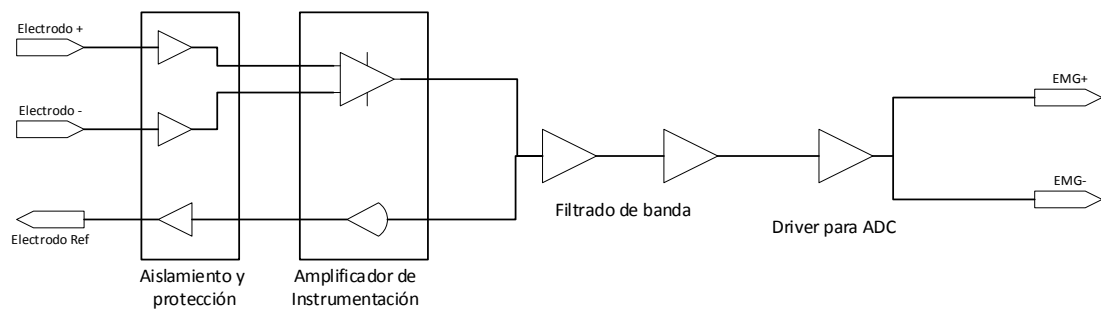 Electrodo +
Electrodo -
Electrodo Ref
Aislamiento y
protección
Amplificador de
Instrumentación
Filtrado de banda
Driver para ADC
EMG+
EMG-